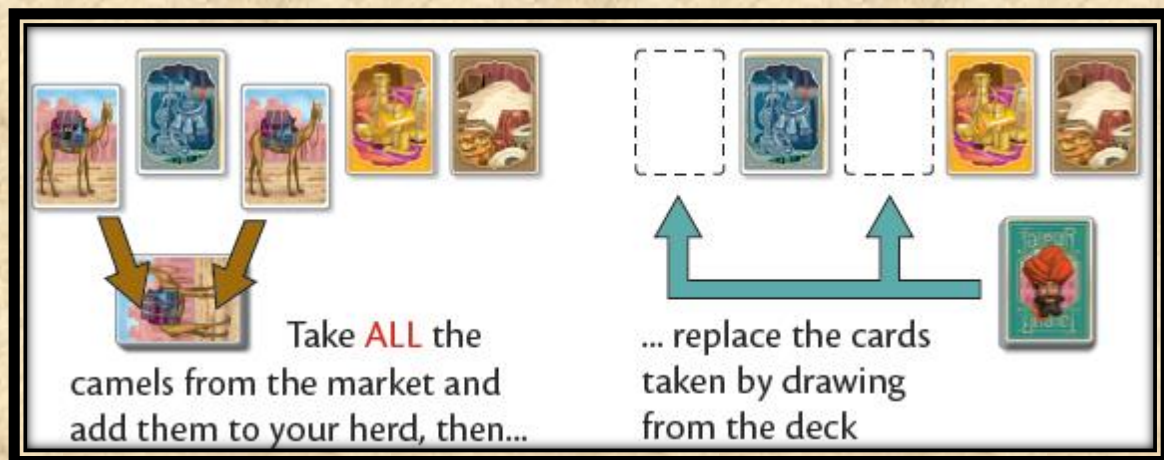 Take ALL the
camels from the market and
add them to your herd, then...
... replace the cards
taken by drawing
from the deck
Jaipur